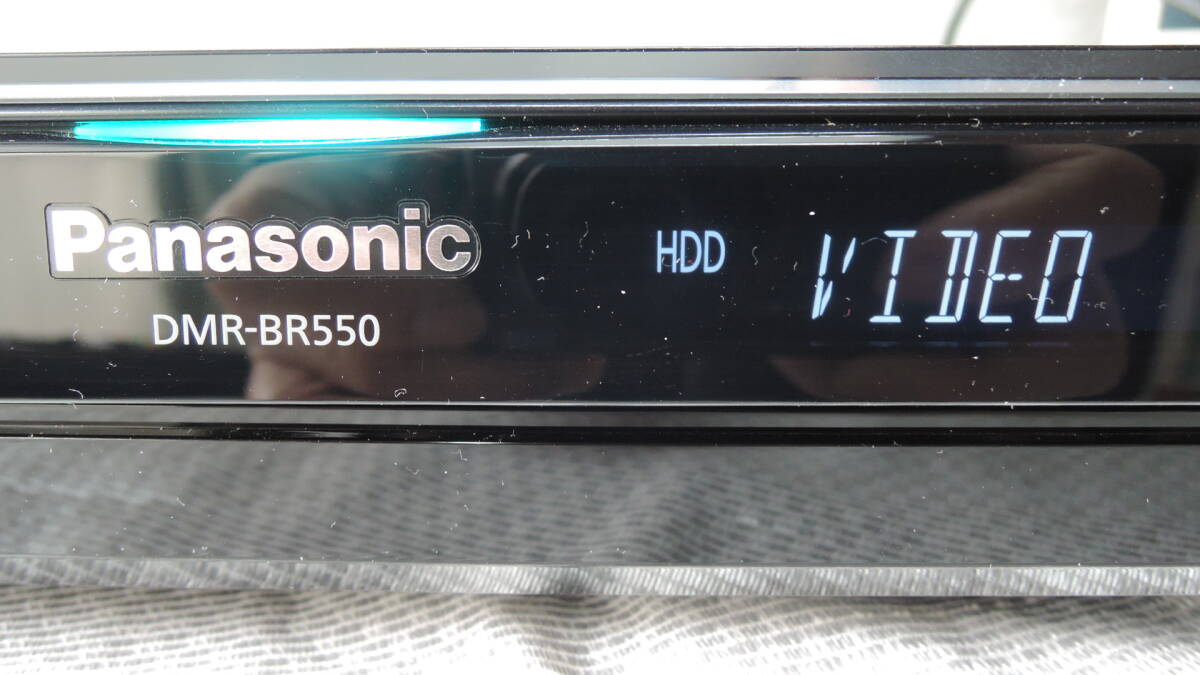 Panasonic
DMR-BR550
HDD
VIDEO